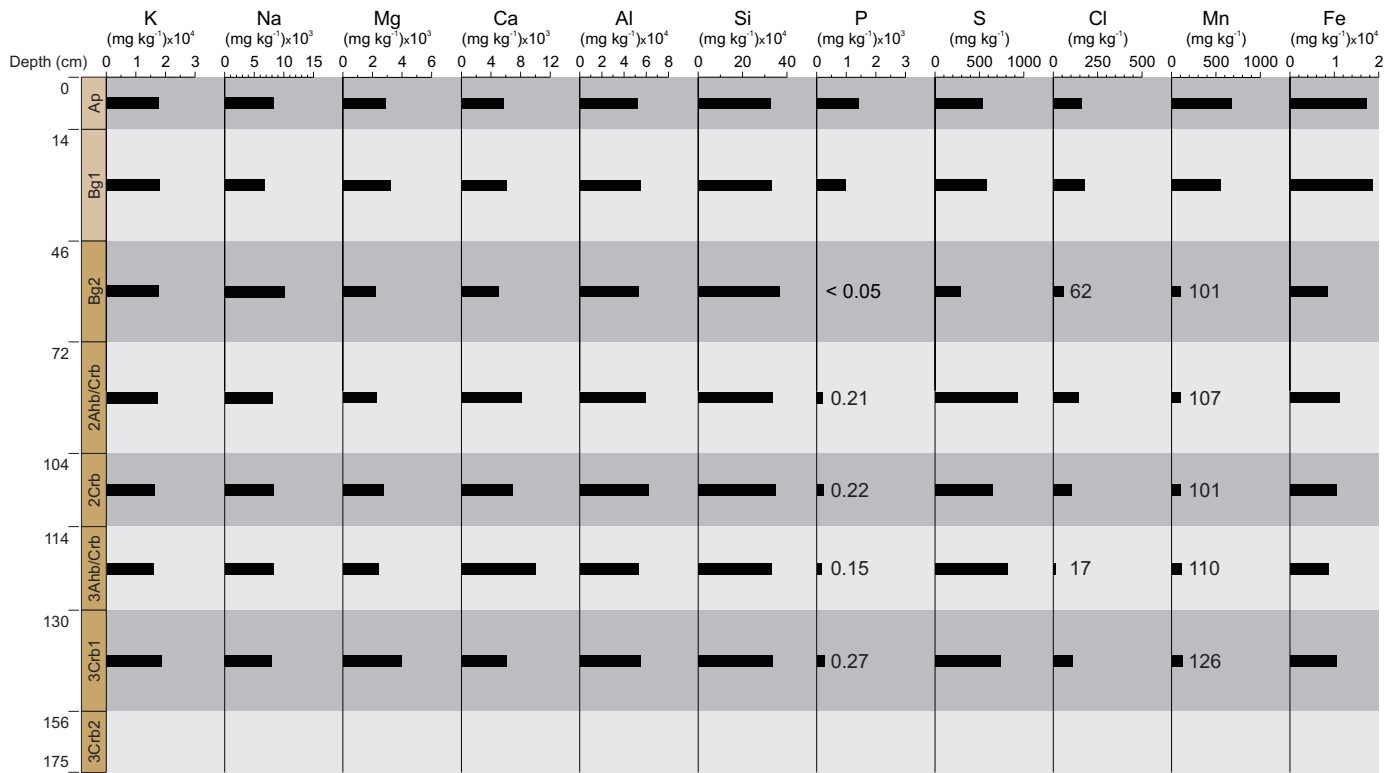 K Na Mg Ca Al Si P S Cl Mn Fe
(mg kg⁻¹)x10⁴ (mg kg⁻¹)x10³ (mg kg⁻¹)x10³ (mg kg⁻¹)x10³ (mg kg⁻¹)x10⁴ (mg kg⁻¹)x10⁴ (mg kg⁻¹)x10³ (mg kg⁻¹) (mg kg⁻¹) (mg kg⁻¹) (mg kg⁻¹)x10⁴
Depth (cm) 0 1 2 3 0 5 10 15 0 2 4 6 0 4 8 12 0 2 4 6 8 0 20 40 0 1 2 3 0 500 1000 0 250 500 0 500 1000 0 1 2
0
Ap
14
Bg1
46
Bg2 < 0.05 62 101
72
2Ahb/Crb 0.21 107
104
2Crb 0.22 101
114
3Ahb/Crb 0.15 17 110
130
3Crb1 0.27 126
156
3Crb2
175